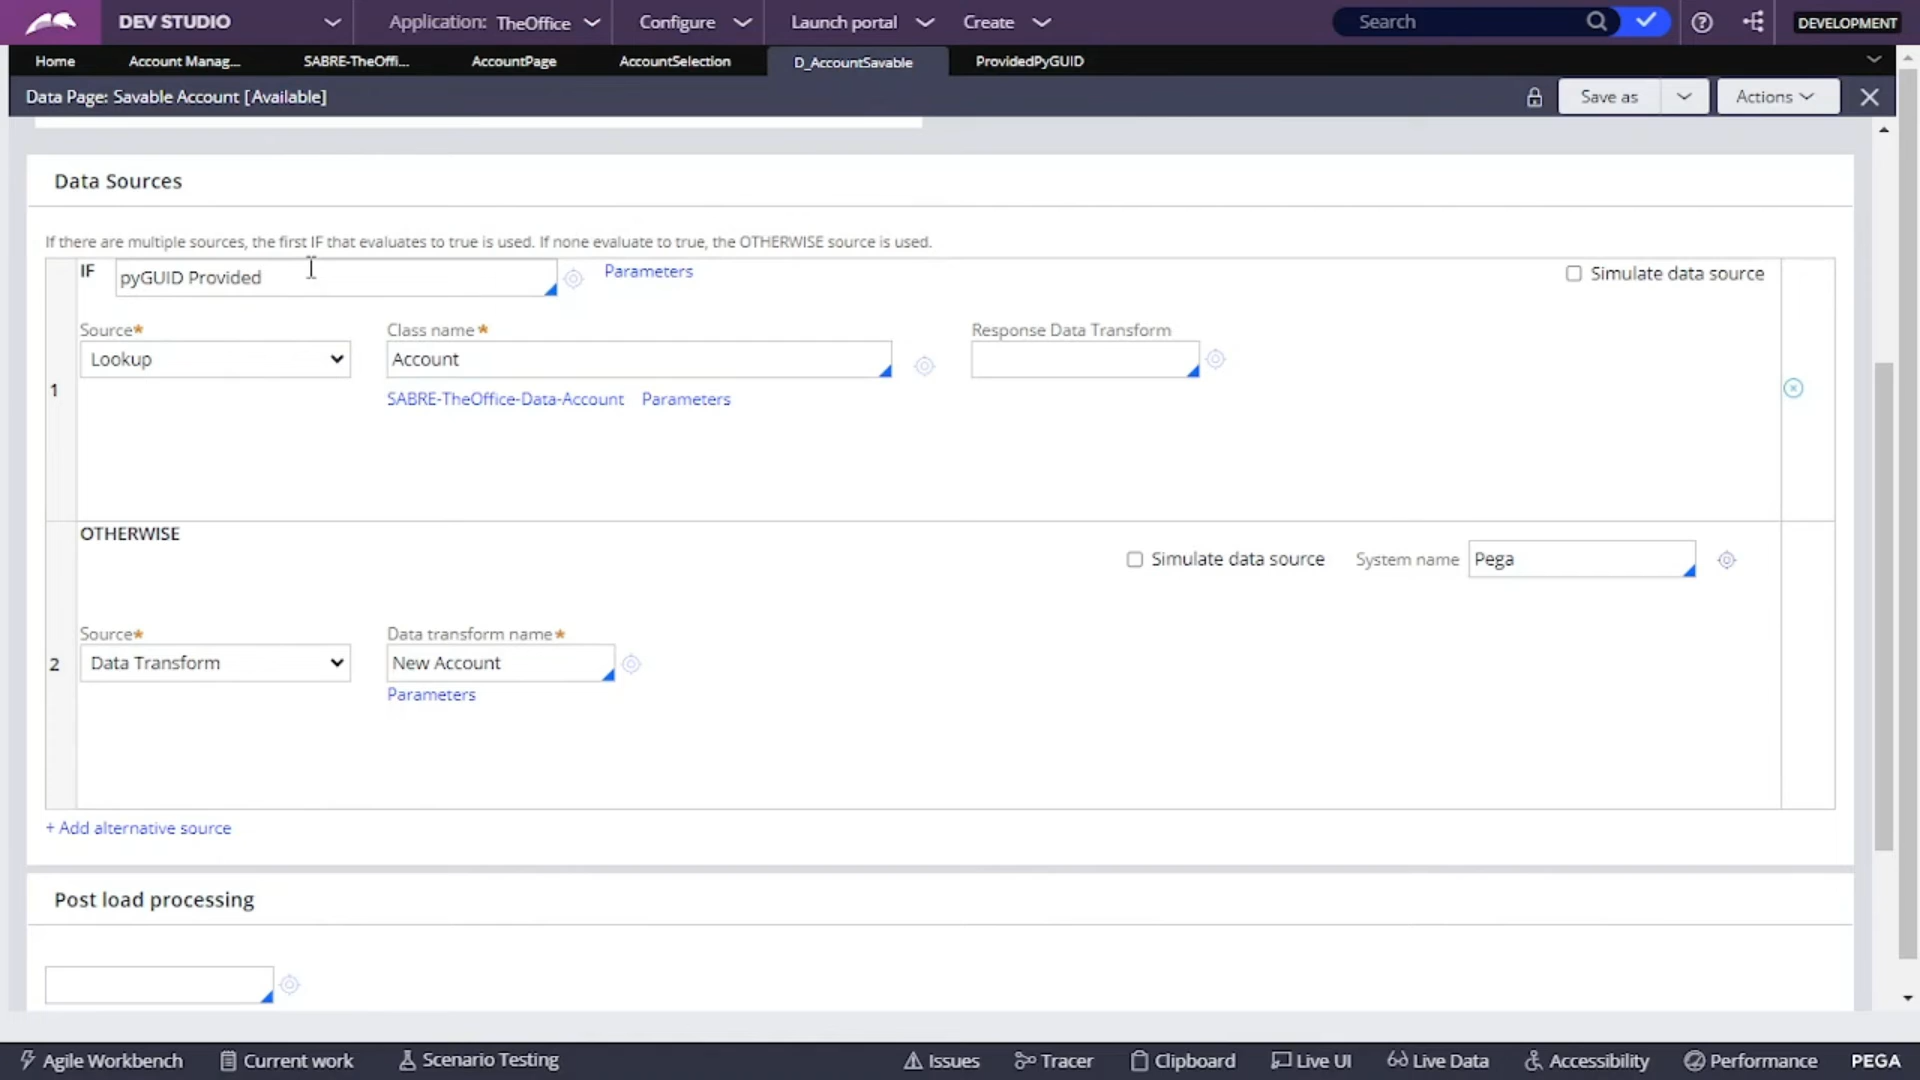 DEV STUDIO Application: TheOffice Configure Launch portal Create Search DEVELOPMENT
Home Account Manag... SABRE-TheOffi... AccountPage AccountSelection D_AccountSavable ProvidedPyGUID
Data Page: Savable Account [Available] Save as Actions
Data Sources
If there are multiple sources, the first IF that evaluates to true is used. If none evaluate to true, the OTHERWISE source is used.
IF pyGUID Provided Parameters Simulate data source
Source* Class name* Response Data Transform
Lookup Account
1 SABRE-TheOffice-Data-Account Parameters
OTHERWISE
Simulate data source System name Pega
Source* Data transform name*
2 Data Transform New Account
Parameters
+ Add alternative source
Post load processing
Agile Workbench Current work Scenario Testing Issues Tracer Clipboard Live UI Live Data Accessibility Performance PEGA